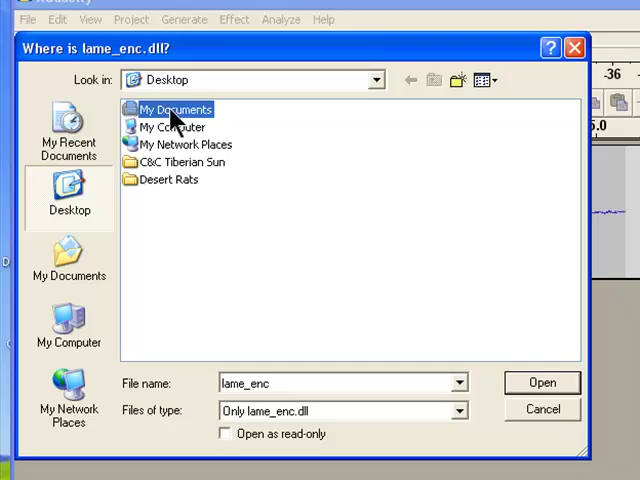 File Edit View Project Generate Effect Analyze Help
Where is lame_enc.dll?
Look in: Desktop
-36
5.0
My Recent
Documents
Desktop
My Documents
My Computer
My Network
Places
My Documents
My Computer
My Network Places
C&C Tiberian Sun
Desert Rats
File name: lame_enc Open
Files of type: Only lame_enc.dll Cancel
Open as read-only